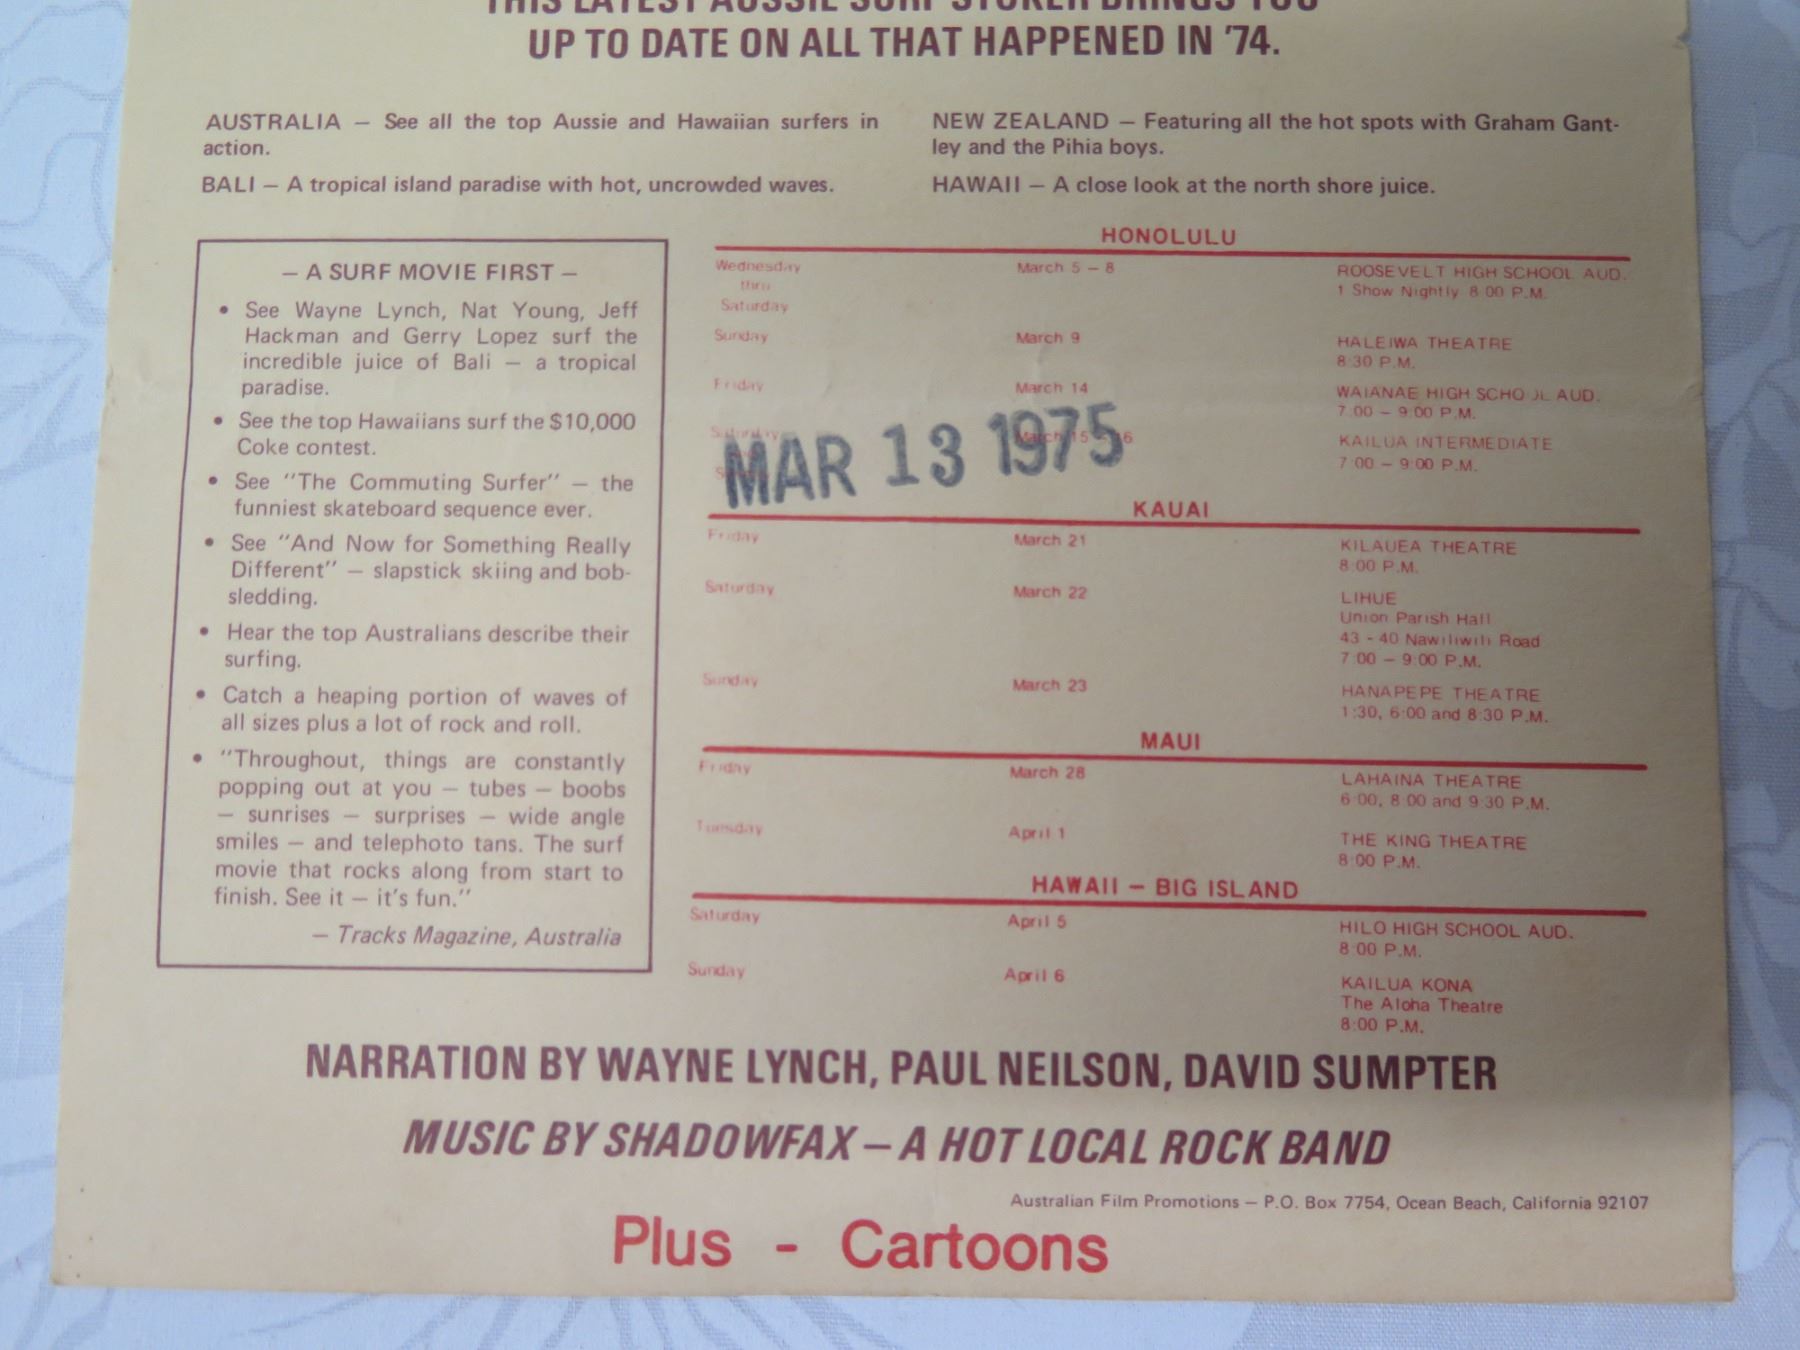 THIS LATEST AUSSIE SURF STOKER BRINGS YOU
UP TO DATE ON ALL THAT HAPPENED IN '74.
AUSTRALIA — See all the top Aussie and Hawaiian surfers in
action.
BALI — A tropical island paradise with hot, uncrowded waves.
NEW ZEALAND — Featuring all the hot spots with Graham Gant-
ley and the Pihia boys.
HAWAII — A close look at the north shore juice.
— A SURF MOVIE FIRST —
• See Wayne Lynch, Nat Young, Jeff
Hackman and Gerry Lopez surf the
incredible juice of Bali — a tropical
paradise.
• See the top Hawaiians surf the $10,000
Coke contest.
• See "The Commuting Surfer" — the
funniest skateboard sequence ever.
• See "And Now for Something Really
Different" — slapstick skiing and bob-
sledding.
• Hear the top Australians describe their
surfing.
• Catch a heaping portion of waves of
all sizes plus a lot of rock and roll.
• "Throughout, things are constantly
popping out at you — tubes — boobs
— sunrises — surprises — wide angle
smiles — and telephoto tans. The surf
movie that rocks along from start to
finish. See it — it's fun."
— Tracks Magazine, Australia
HONOLULU
Wednesday March 5 – 8 ROOSEVELT HIGH SCHOOL AUD.
thru 1 Show Nightly 8:00 P.M.
Saturday
Sunday March 9 HALEIWA THEATRE
8:30 P.M.
Friday March 14 WAIANAE HIGH SCHOOL AUD.
7:00 – 9:00 P.M.
Saturday March 15 – 16 KAILUA INTERMEDIATE
7:00 – 9:00 P.M.
MAR 13 1975
KAUAI
Friday March 21 KILAUEA THEATRE
8:00 P.M.
Saturday March 22 LIHUE
Union Parish Hall
43 - 40 Nawiliwili Road
7:00 – 9:00 P.M.
Sunday March 23 HANAPEPE THEATRE
1:30, 6:00 and 8:30 P.M.
MAUI
Friday March 28 LAHAINA THEATRE
6:00, 8:00 and 9:30 P.M.
Tuesday April 1 THE KING THEATRE
8:00 P.M.
HAWAII – BIG ISLAND
Saturday April 5 HILO HIGH SCHOOL AUD.
8:00 P.M.
Sunday April 6 KAILUA KONA
The Aloha Theatre
8:00 P.M.
NARRATION BY WAYNE LYNCH, PAUL NEILSON, DAVID SUMPTER
MUSIC BY SHADOWFAX – A HOT LOCAL ROCK BAND
Australian Film Promotions — P.O. Box 7754, Ocean Beach, California 92107
Plus - Cartoons